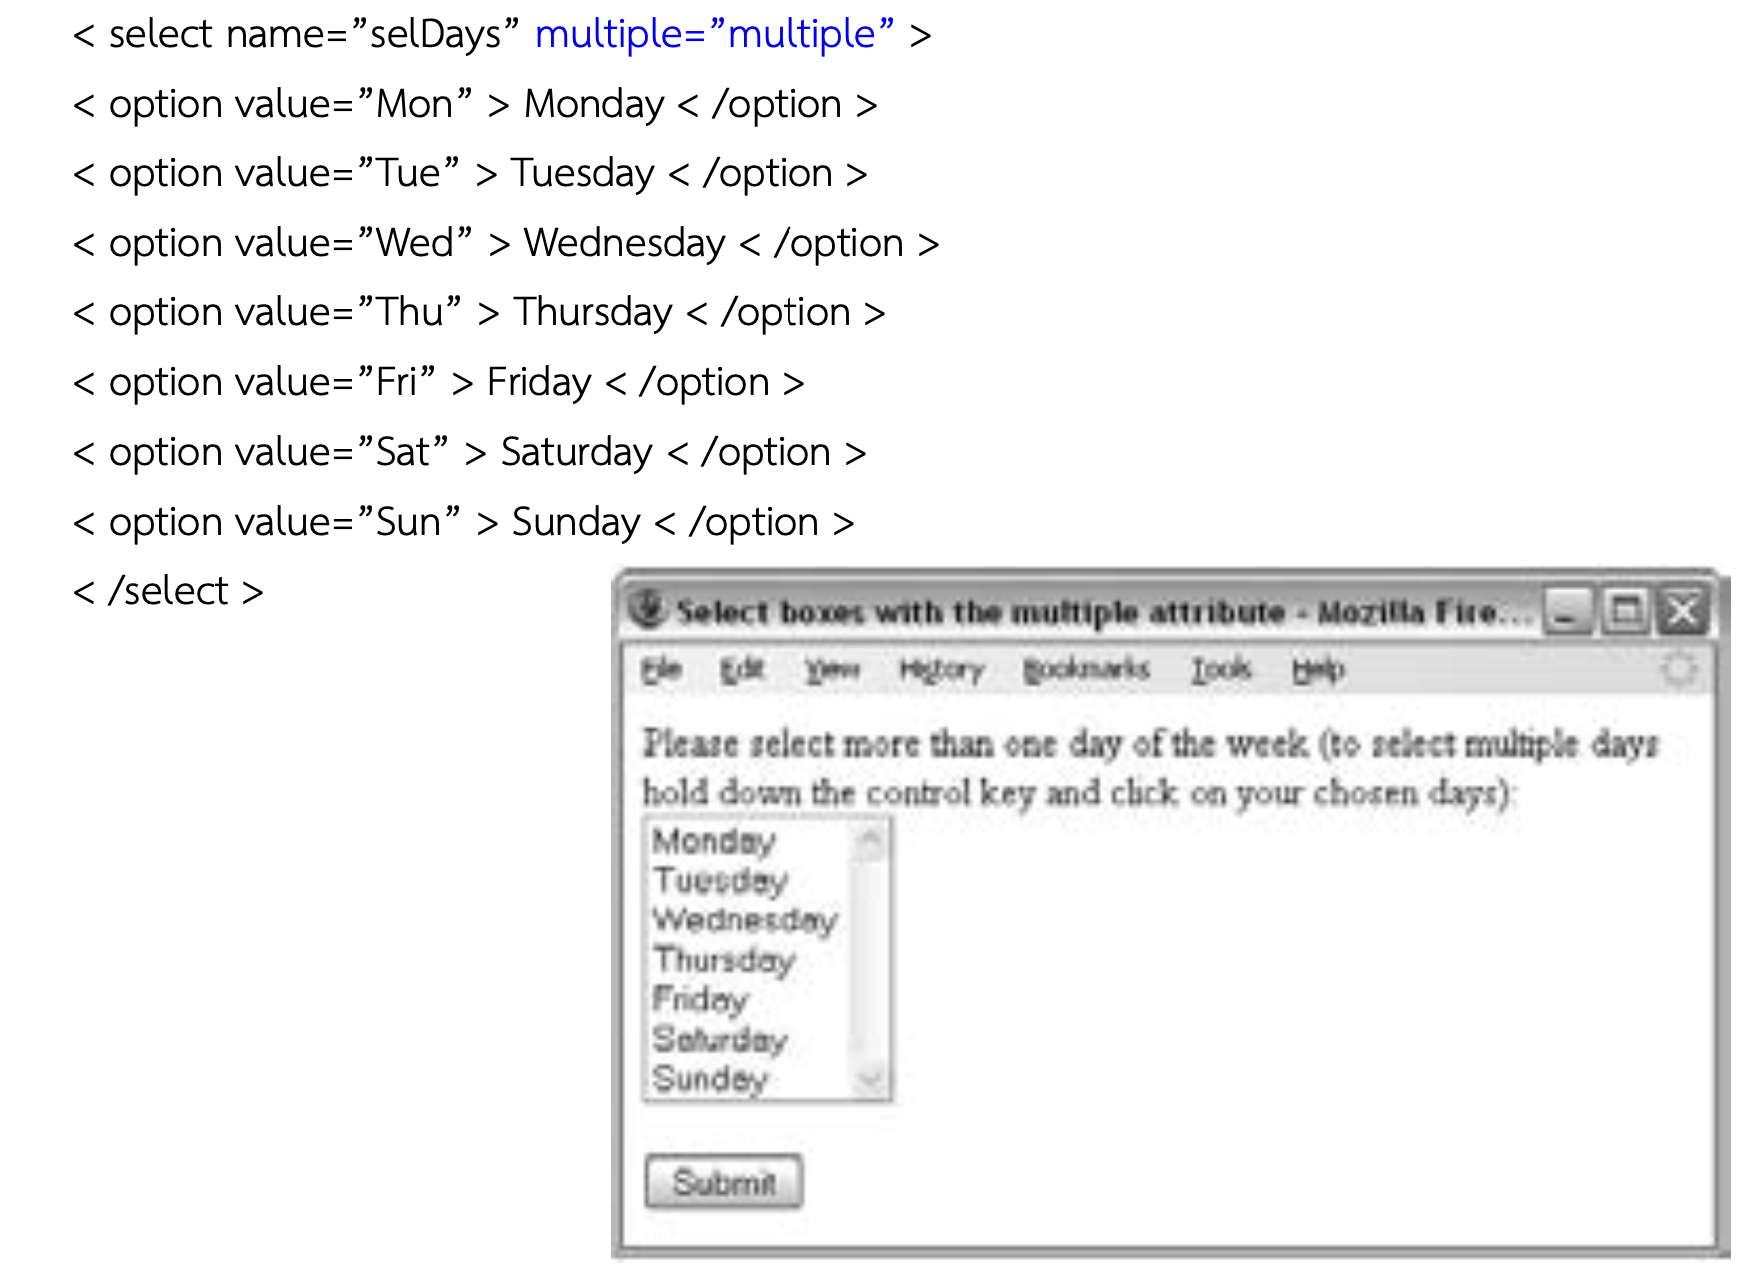 < select name=”selDays” multiple=”multiple” >
< option value=”Mon” > Monday < /option >
< option value=”Tue” > Tuesday < /option >
< option value=”Wed” > Wednesday < /option >
< option value=”Thu” > Thursday < /option >
< option value=”Fri” > Friday < /option >
< option value=”Sat” > Saturday < /option >
< option value=”Sun” > Sunday < /option >
< /select >
Select boxes with the multiple attribute - Mozilla Fire...
File Edit View History Bookmarks Tools Help
Please select more than one day of the week (to select multiple days
hold down the control key and click on your chosen days):
Monday
Tuesday
Wednesday
Thursday
Friday
Saturday
Sunday
Submit